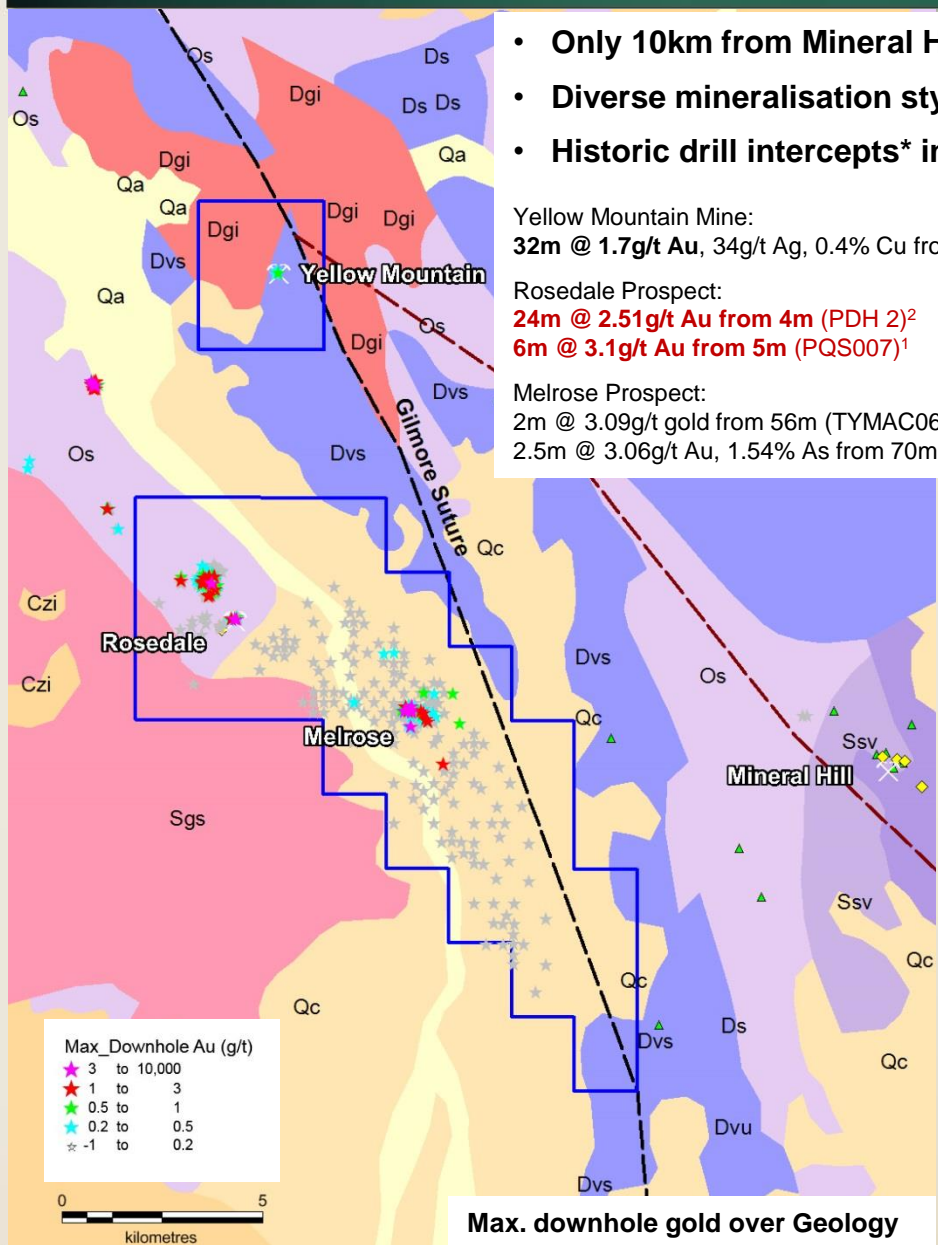 • Only 10km from Mineral H
• Diverse mineralisation sty
• Historic drill intercepts* in
Yellow Mountain Mine:
32m @ 1.7g/t Au, 34g/t Ag, 0.4% Cu fro
Rosedale Prospect:
24m @ 2.51g/t Au from 4m (PDH 2)²
6m @ 3.1g/t Au from 5m (PQS007)¹
Melrose Prospect:
2m @ 3.09g/t gold from 56m (TYMAC06
2.5m @ 3.06g/t Au, 1.54% As from 70m
Os
Ds
Dgi
Ds Ds
Os
Dgi
Qa
Qa
Qa
Dgi
Dgi
Dgi
Dvs
Yellow Mountain
Qa
Os
Dgi
Dvs
Gilmore Suture
Os
Dvs
Qc
Czi
Rosedale
Dvs
Os
Czi
Qc
Melrose
Ssv
Mineral Hill
Sgs
Ssv
Qc
Qc
Qc
Dvs
Ds
Qc
Dvu
Dvs
Max_Downhole Au (g/t)
3 to 10,000
1 to 3
0.5 to 1
0.2 to 0.5
-1 to 0.2
0 5
kilometres
Max. downhole gold over Geology